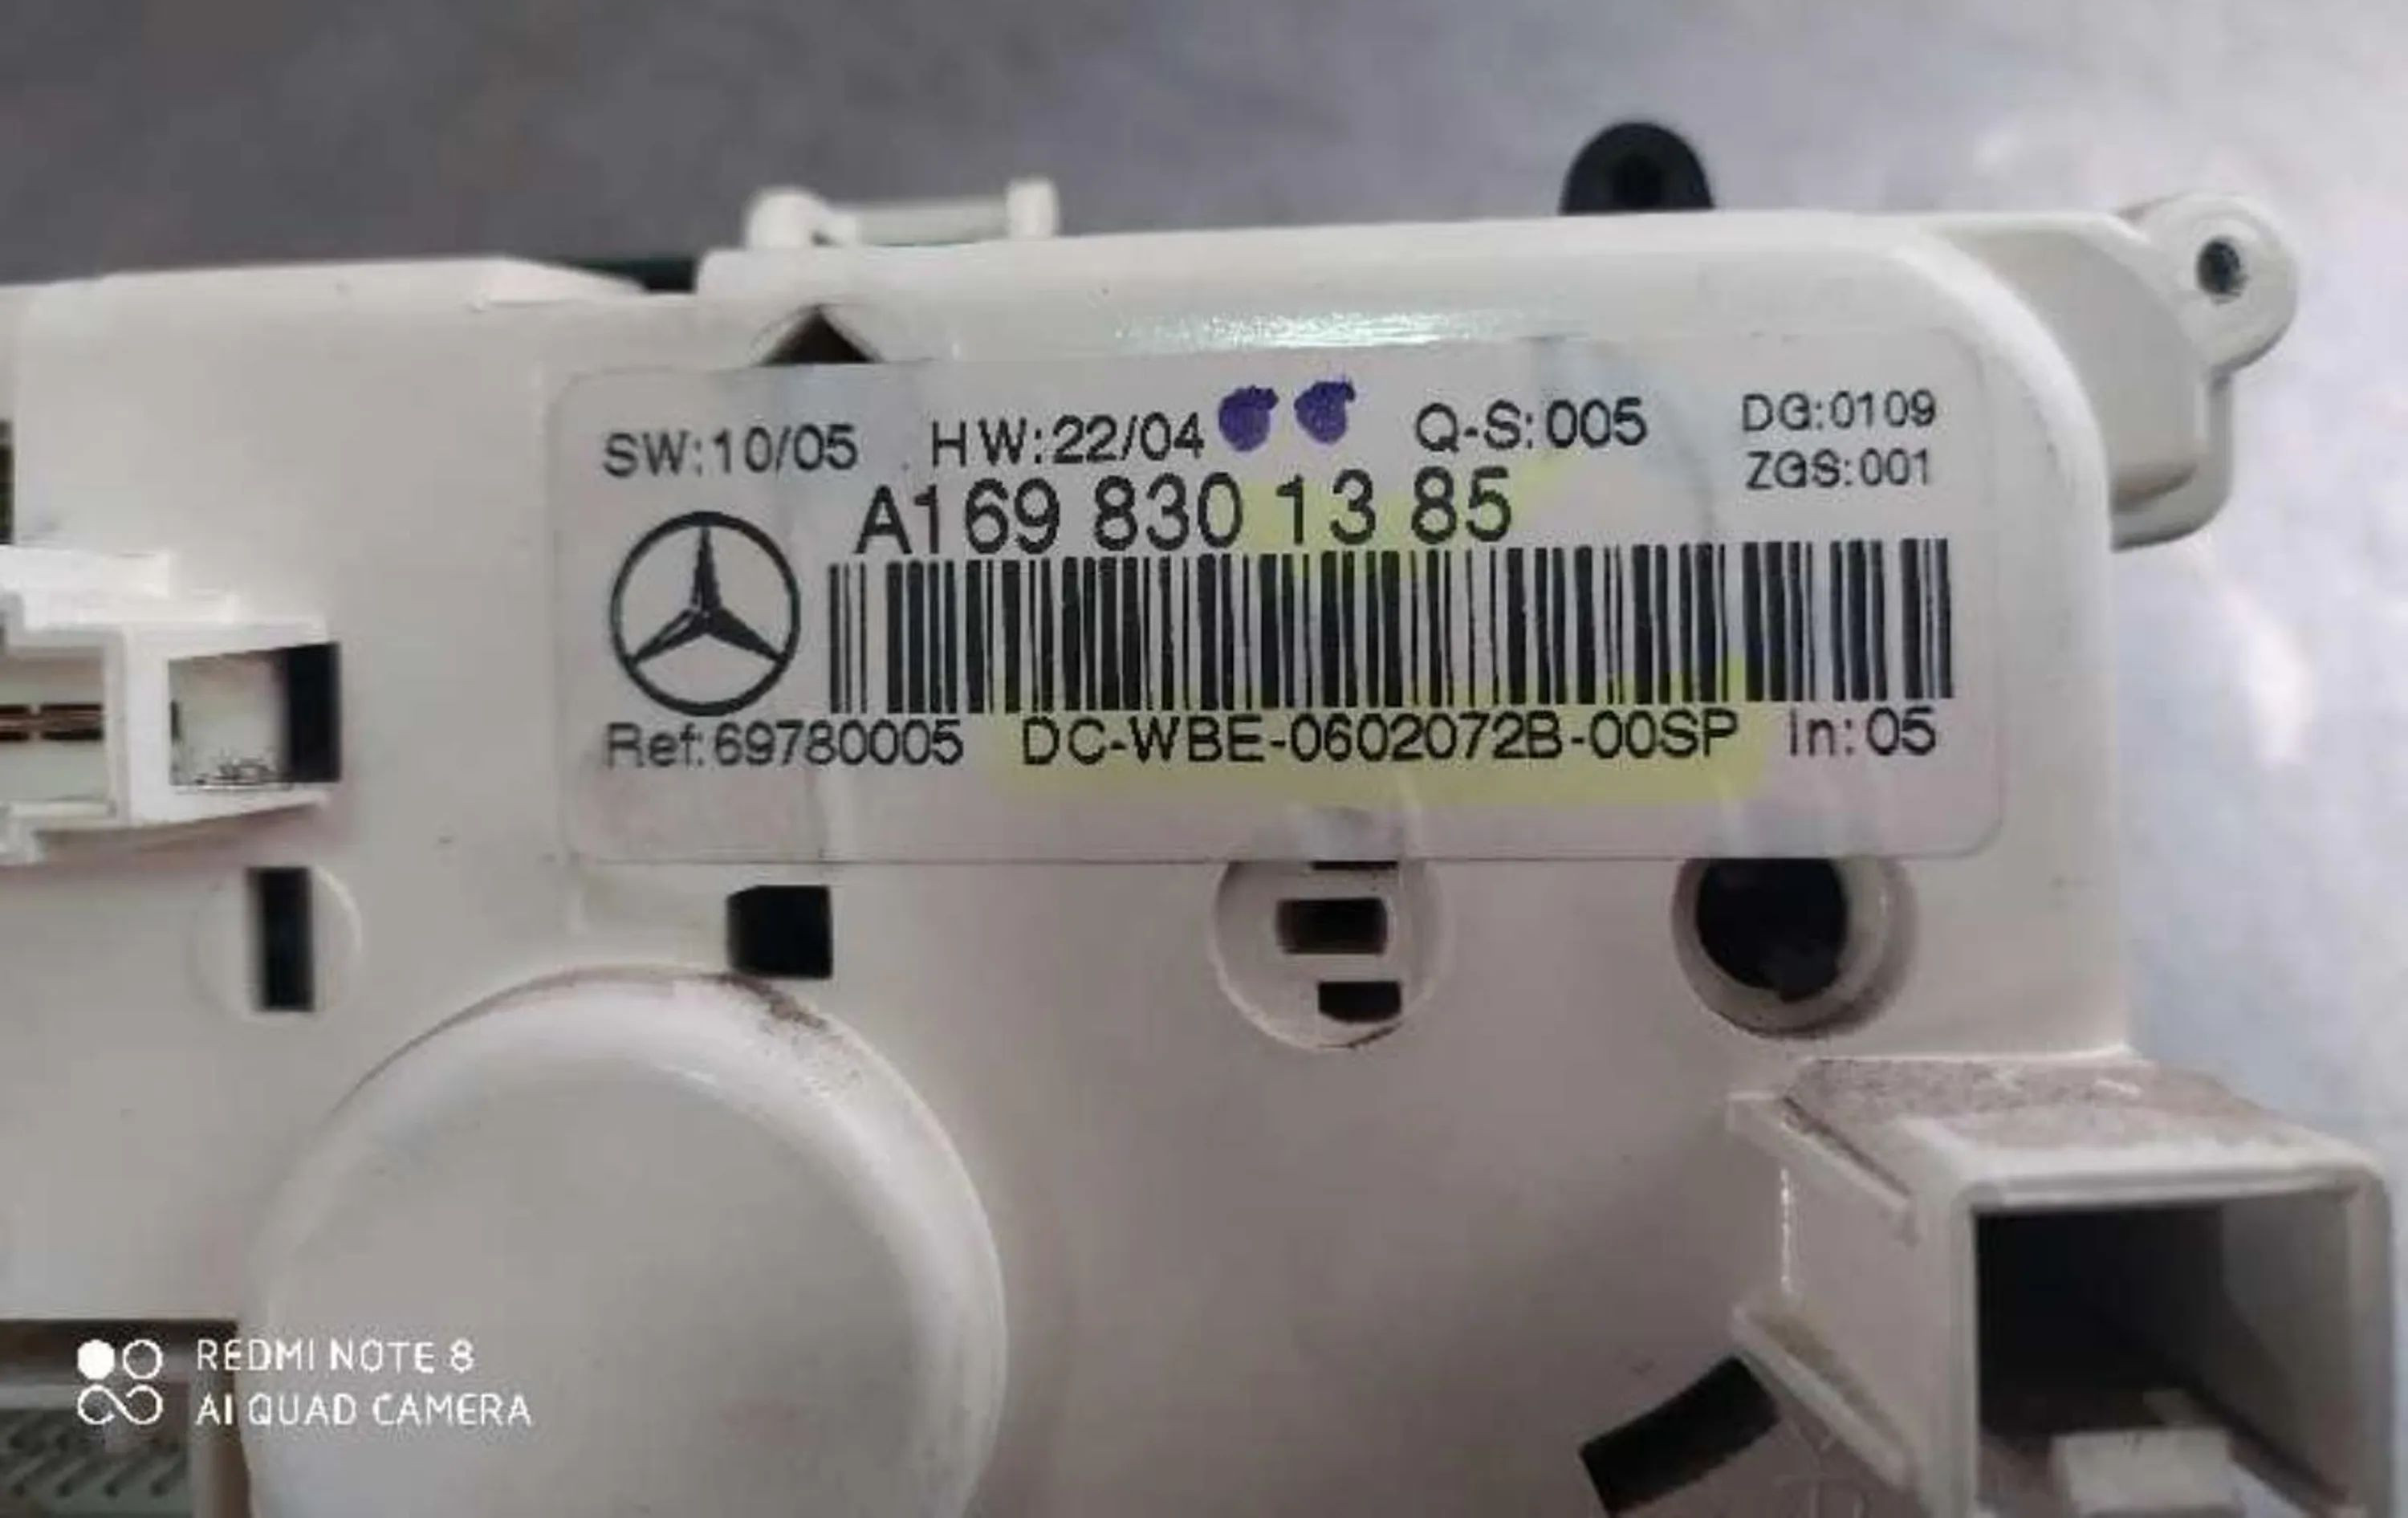 SW:10/05 HW:22/04 Q-S:005 DG:0109
ZGS:001
A169 830 13 85
Ref:69780005 DC-WBE-0602072B-00SP In:05
REDMI NOTE 8
AI QUAD CAMERA